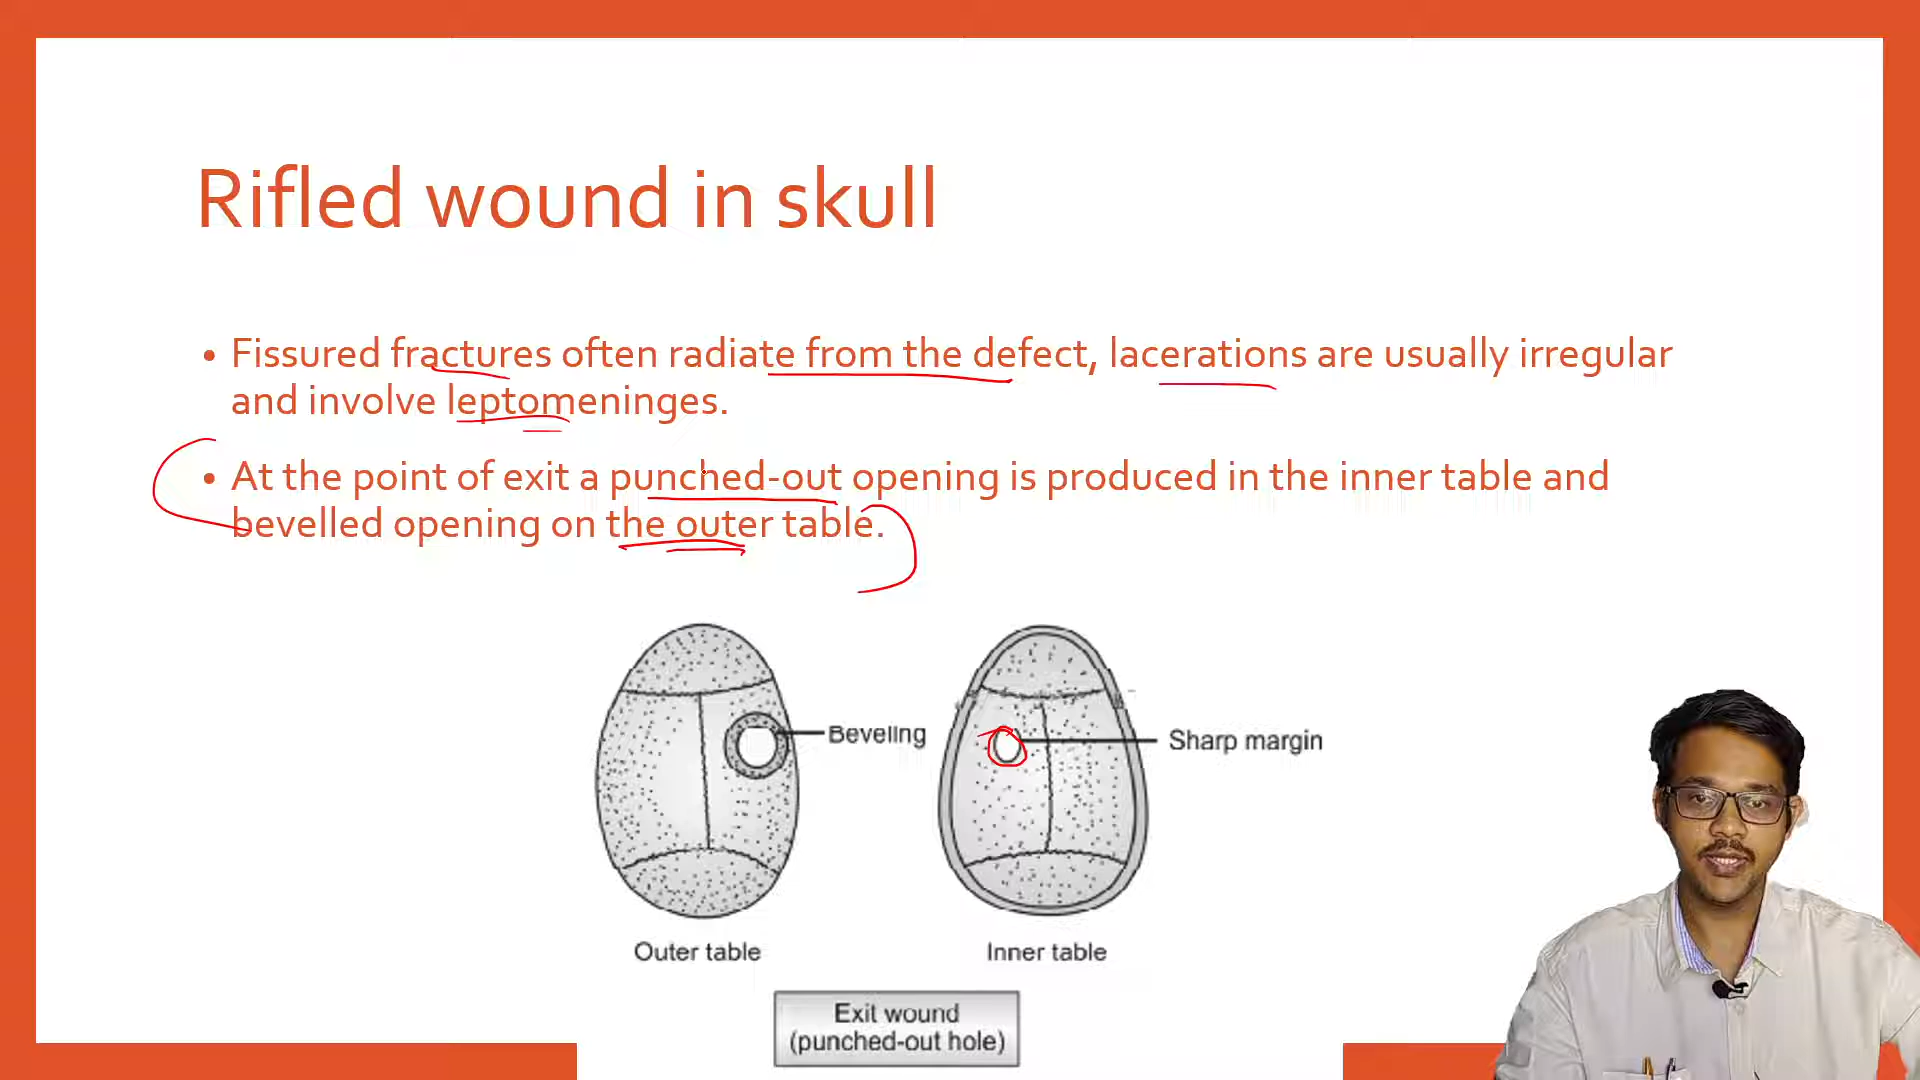 Rifled wound in skull
• Fissured fractures often radiate from the defect, lacerations are usually irregular
and involve leptomeninges.
• At the point of exit a punched-out opening is produced in the inner table and
bevelled opening on the outer table.
Beveling
Sharp margin
Outer table
Inner table
Exit wound
(punched-out hole)